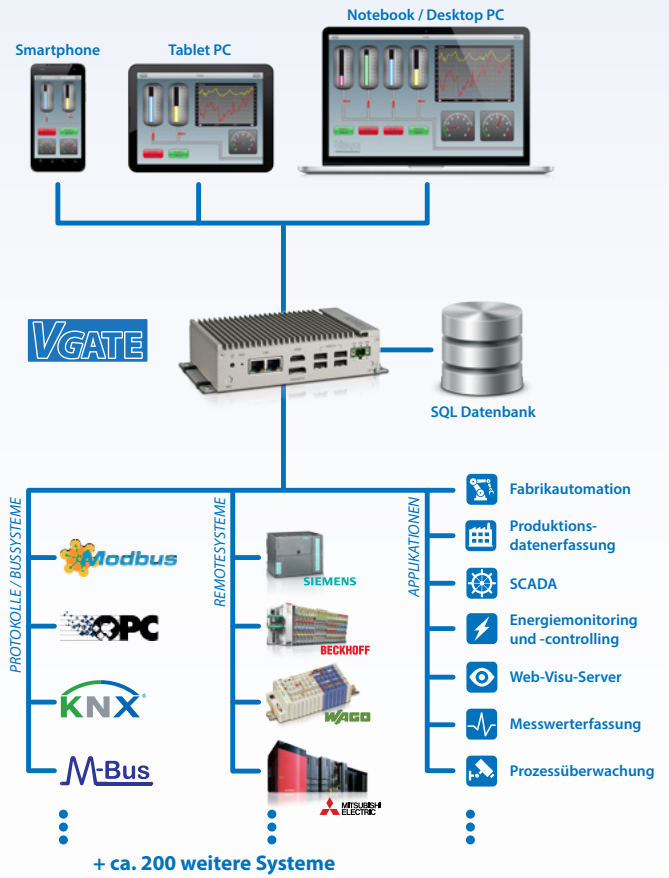 Notebook / Desktop PC
Smartphone
Tablet PC
VGATE
SQL Datenbank
PROTOKOLLE / BUSSYSTEME
Modbus
OPC
KNX
M-Bus
REMOTESYSTEME
SIEMENS
BECKHOFF
WAGO
MITSUBISHI
ELECTRIC
APPLIKATIONEN
Fabrikautomation
Produktions-
datenerfassung
SCADA
Energiemonitoring
und -controlling
Web-Visu-Server
Messwerterfassung
Prozessüberwachung
+ ca. 200 weitere Systeme